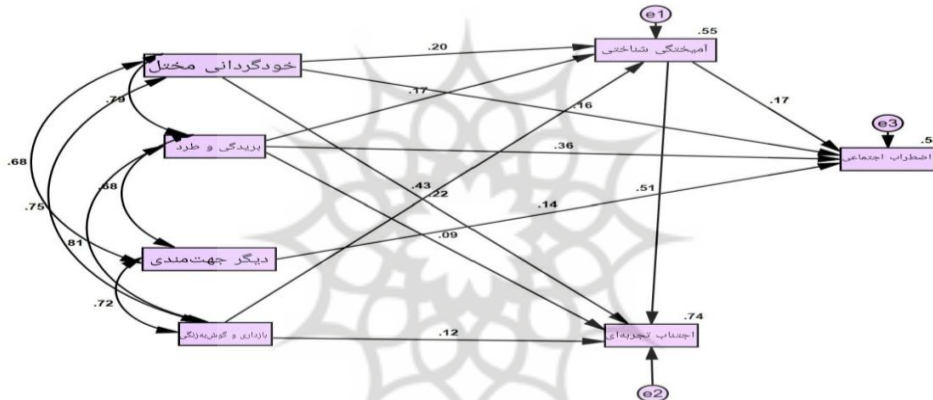 e1
.55
آمیختگی شناختی
.20
خودگردانی مختل
.79
.17
.16
.17
e3
.5
بریدگی و طرد
.36
اضطراب اجتماعی
.68
.68
.43
.22
.51
.75
.14
.81
.09
دیگر جهت‌مندی
.72
.74
بازداری و گوش‌به‌زنگی
.12
اجتناب تجربه‌ای
e2